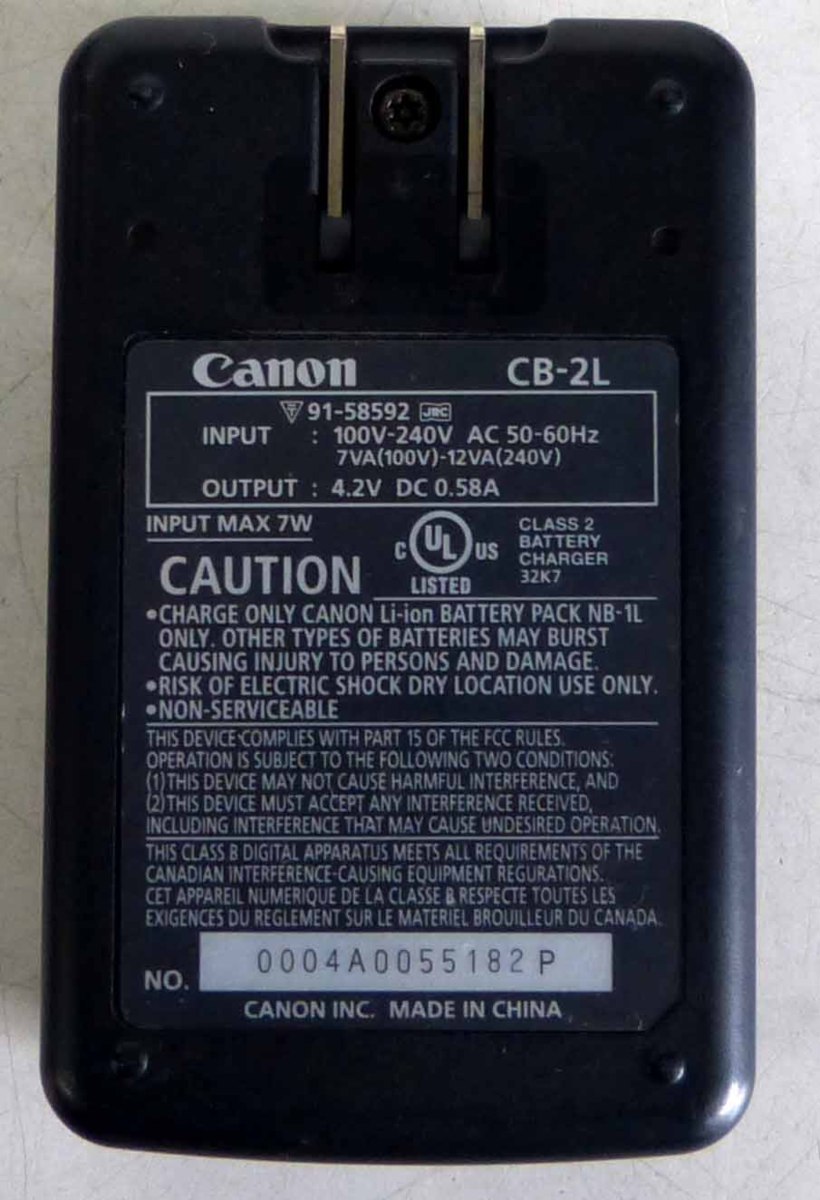 Canon CB-2L
T 91-58592 JRC
INPUT : 100V-240V AC 50-60Hz
7VA(100V)-12VA(240V)
OUTPUT : 4.2V DC 0.58A
INPUT MAX 7W
C UL US
LISTED
CLASS 2
BATTERY
CHARGER
32K7
CAUTION
•CHARGE ONLY CANON Li-ion BATTERY PACK NB-1L
ONLY. OTHER TYPES OF BATTERIES MAY BURST
CAUSING INJURY TO PERSONS AND DAMAGE.
•RISK OF ELECTRIC SHOCK DRY LOCATION USE ONLY.
•NON-SERVICEABLE
THIS DEVICE COMPLIES WITH PART 15 OF THE FCC RULES.
OPERATION IS SUBJECT TO THE FOLLOWING TWO CONDITIONS:
(1)THIS DEVICE MAY NOT CAUSE HARMFUL INTERFERENCE, AND
(2)THIS DEVICE MUST ACCEPT ANY INTERFERENCE RECEIVED,
INCLUDING INTERFERENCE THAT MAY CAUSE UNDESIRED OPERATION.
THIS CLASS B DIGITAL APPARATUS MEETS ALL REQUIREMENTS OF THE
CANADIAN INTERFERENCE-CAUSING EQUIPMENT REGURATIONS.
CET APPAREIL NUMERIQUE DE LA CLASSE B RESPECTE TOUTES LES
EXIGENCES DU REGLEMENT SUR LE MATERIEL BROUILLEUR DU CANADA.
NO. 0004A0055182 P
CANON INC. MADE IN CHINA